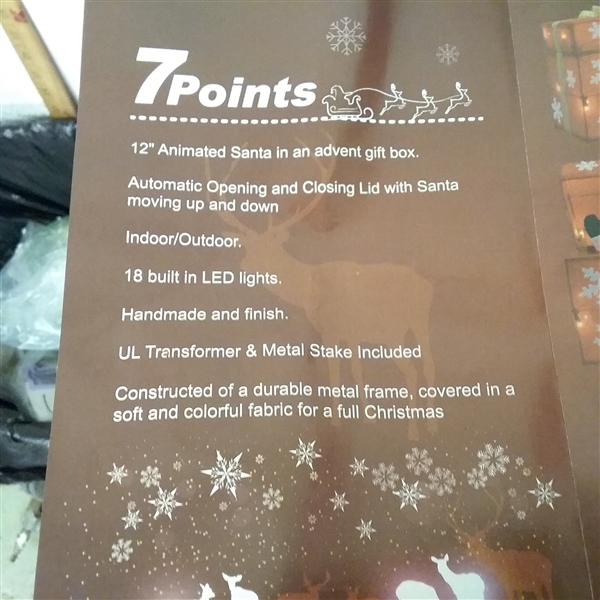 7Points
12" Animated Santa in an advent gift box.
Automatic Opening and Closing Lid with Santa
moving up and down
Indoor/Outdoor.
18 built in LED lights.
Handmade and finish.
UL Transformer & Metal Stake Included
Constructed of a durable metal frame, covered in a
soft and colorful fabric for a full Christmas